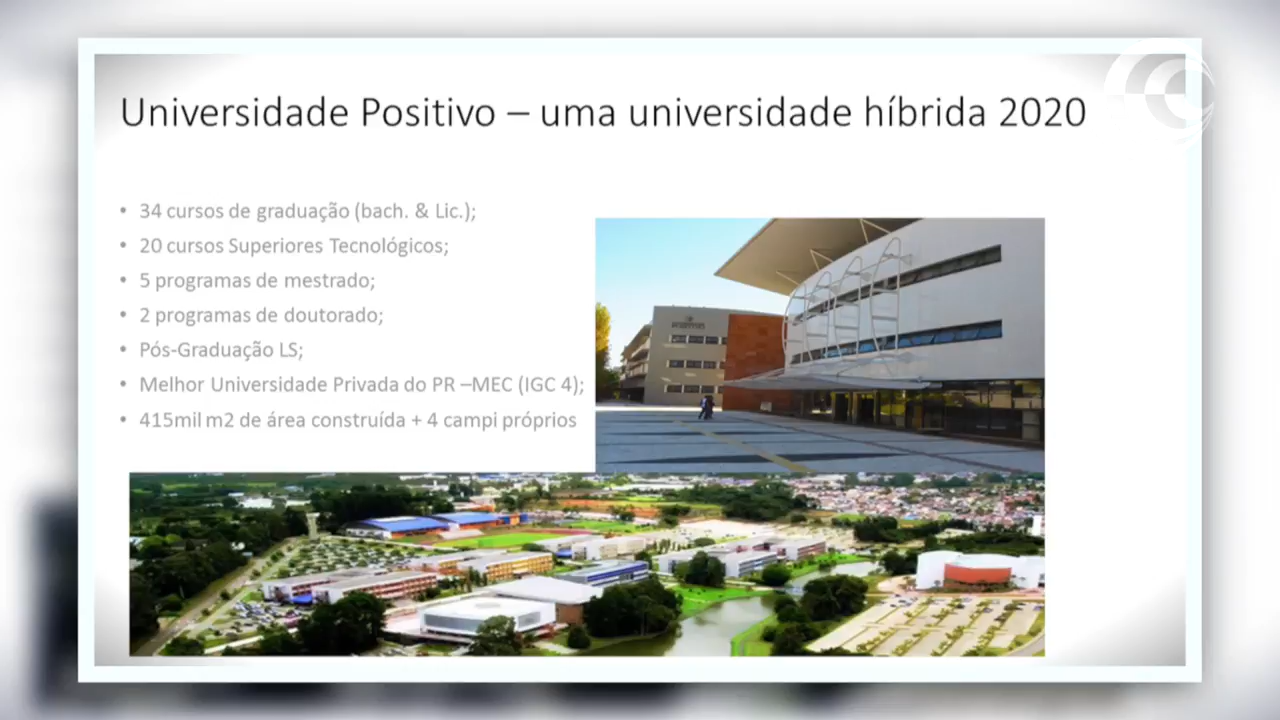 Universidade Positivo – uma universidade híbrida 2020
• 34 cursos de graduação (bach. & Lic.);
• 20 cursos Superiores Tecnológicos;
• 5 programas de mestrado;
• 2 programas de doutorado;
• Pós-Graduação LS;
• Melhor Universidade Privada do PR –MEC (IGC 4);
• 415mil m2 de área construída + 4 campi próprios